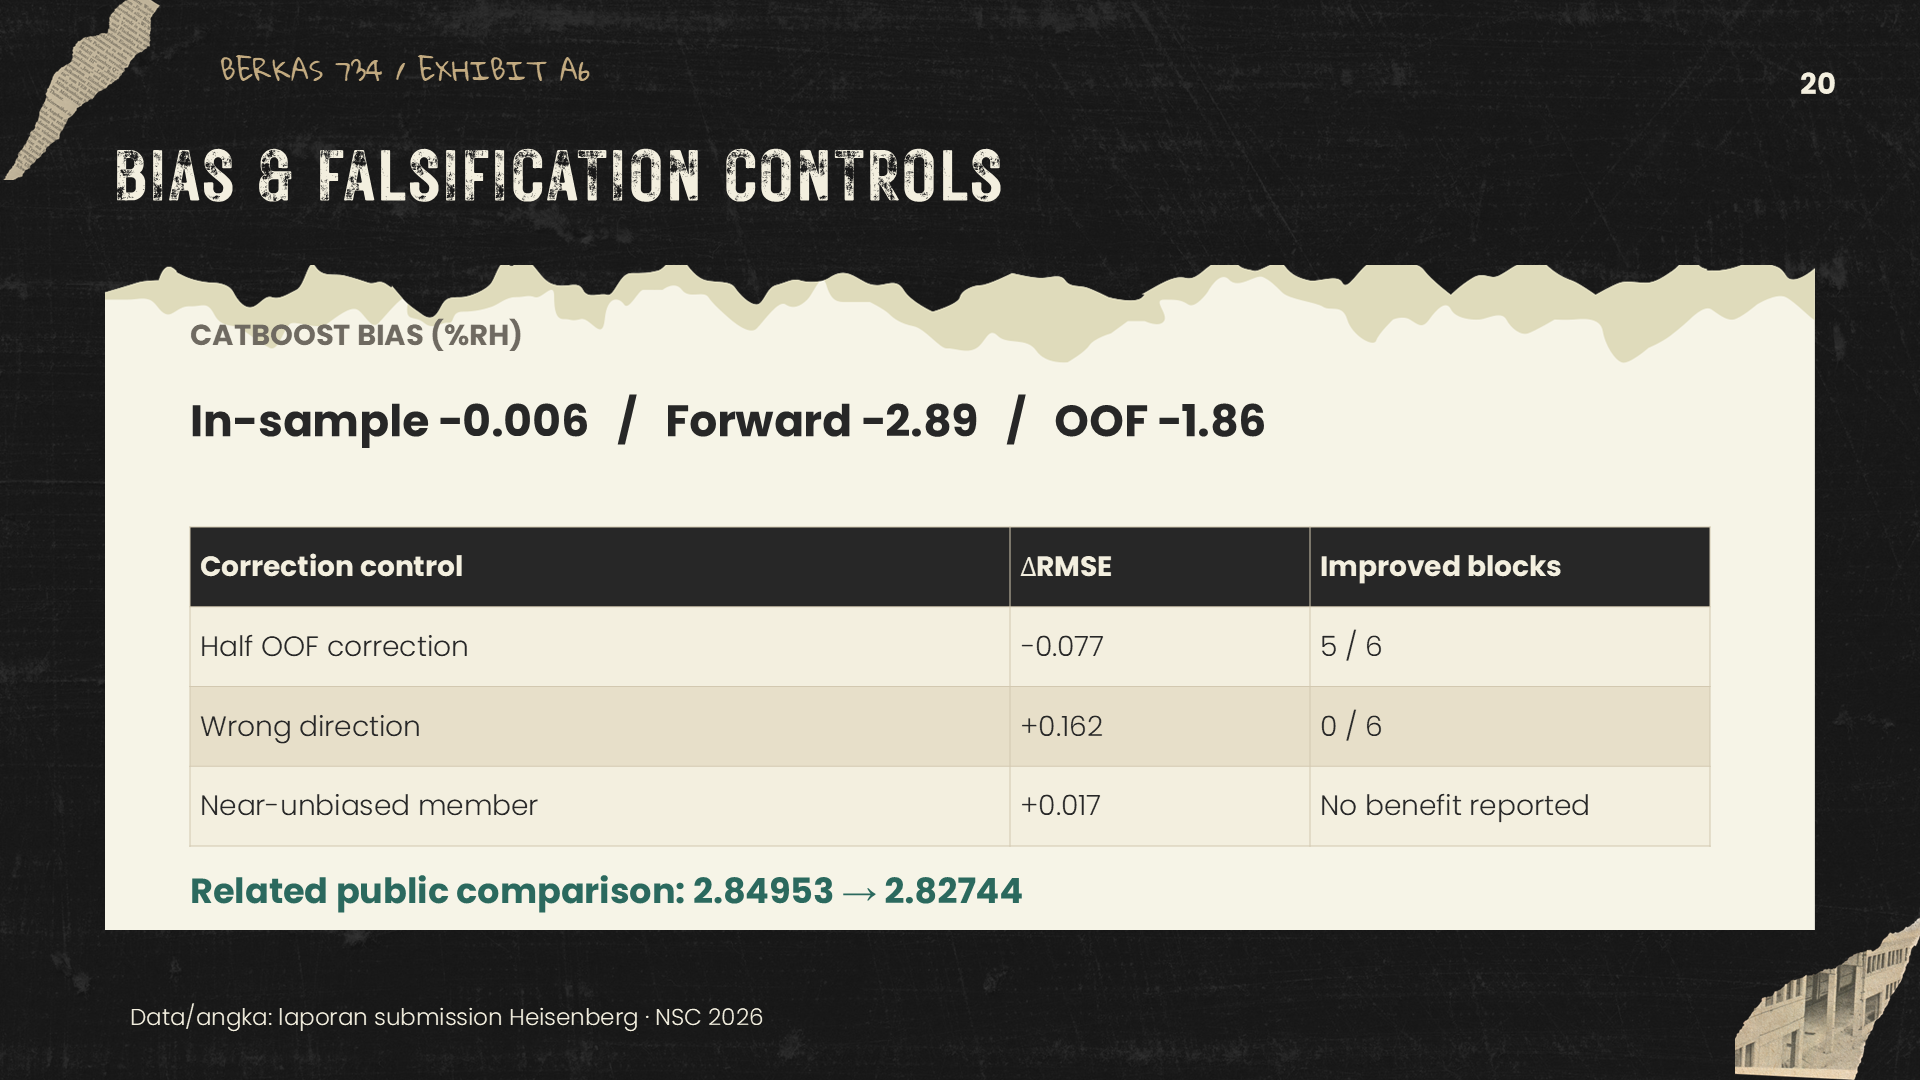 BERKAS 734 / EXHIBIT A6
20
BIAS & FALSIFICATION CONTROLS
CATBOOST BIAS (%RH)
In-sample -0.006 / Forward -2.89 / OOF -1.86
Correction control ΔRMSE Improved blocks
Half OOF correction -0.077 5 / 6
Wrong direction +0.162 0 / 6
Near-unbiased member +0.017 No benefit reported
Related public comparison: 2.84953 → 2.82744
Data/angka: laporan submission Heisenberg · NSC 2026